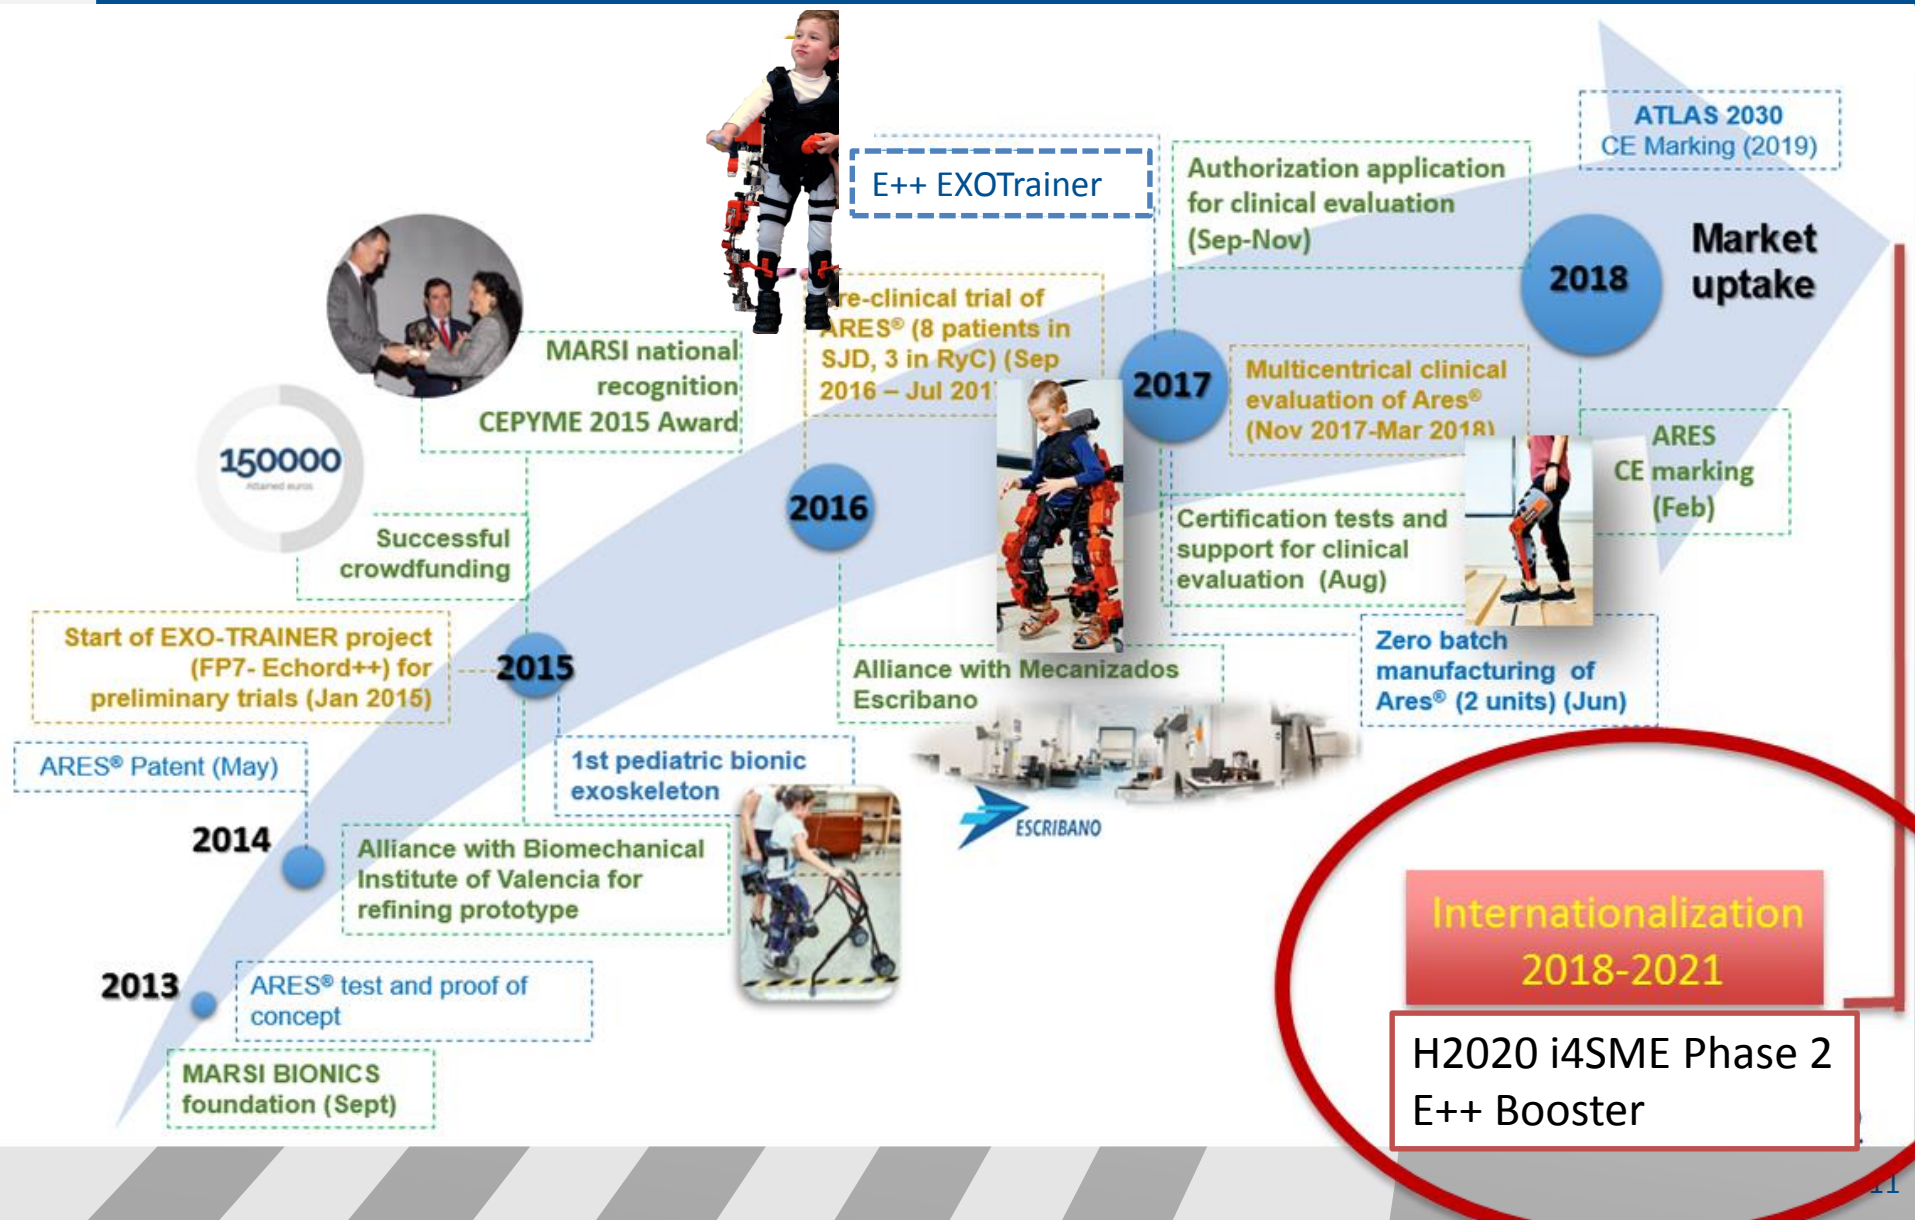 ATLAS 2030
CE Marking (2019)
E++ EXOTrainer
Authorization application
for clinical evaluation
(Sep-Nov)
Market
uptake
2018
re-clinical trial of
ARES® (8 patients in
SJD, 3 in RyC) (Sep
2016 – Jul 201
2017
Multicentrical clinical
evaluation of Ares®
(Nov 2017-Mar 2018)
MARSI national
recognition
CEPYME 2015 Award
ARES
CE marking
(Feb)
150000
Attained euros
2016
Certification tests and
support for clinical
evaluation (Aug)
Successful
crowdfunding
Start of EXO-TRAINER project
(FP7- Echord++) for
preliminary trials (Jan 2015)
2015
Alliance with Mecanizados
Escribano
Zero batch
manufacturing of
Ares® (2 units) (Jun)
ARES® Patent (May)
1st pediatric bionic
exoskeleton
ESCRIBANO
2014
Alliance with Biomechanical
Institute of Valencia for
refining prototype
Internationalization
2018-2021
2013
ARES® test and proof of
concept
H2020 i4SME Phase 2
E++ Booster
MARSI BIONICS
foundation (Sept)
11